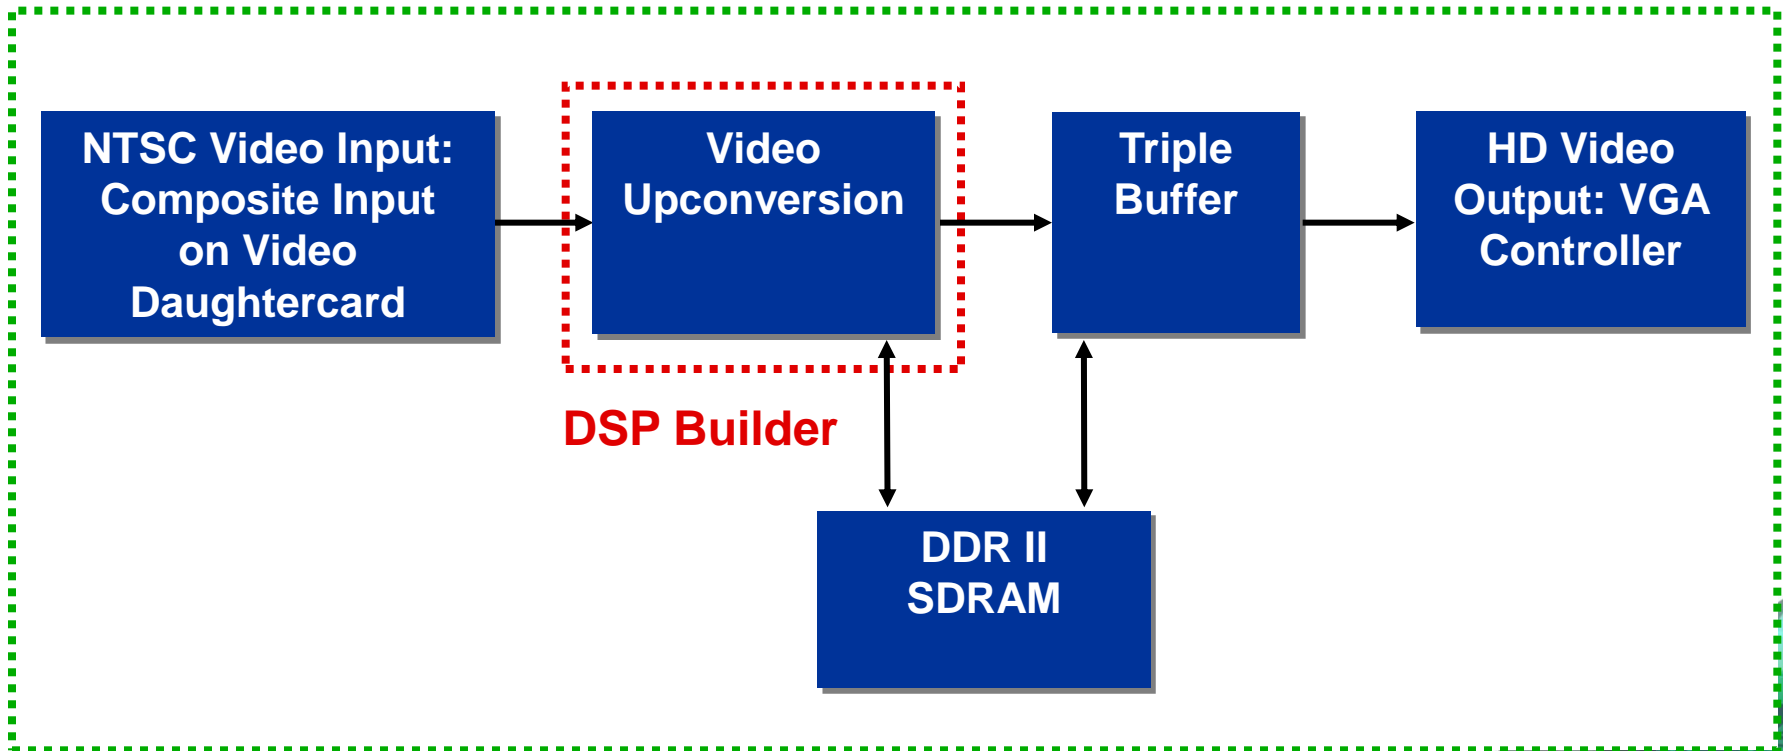 NTSC Video Input:
Composite Input
on Video
Daughtercard
Video
Upconversion
Triple
Buffer
HD Video
Output: VGA
Controller
DSP Builder
DDR II
SDRAM